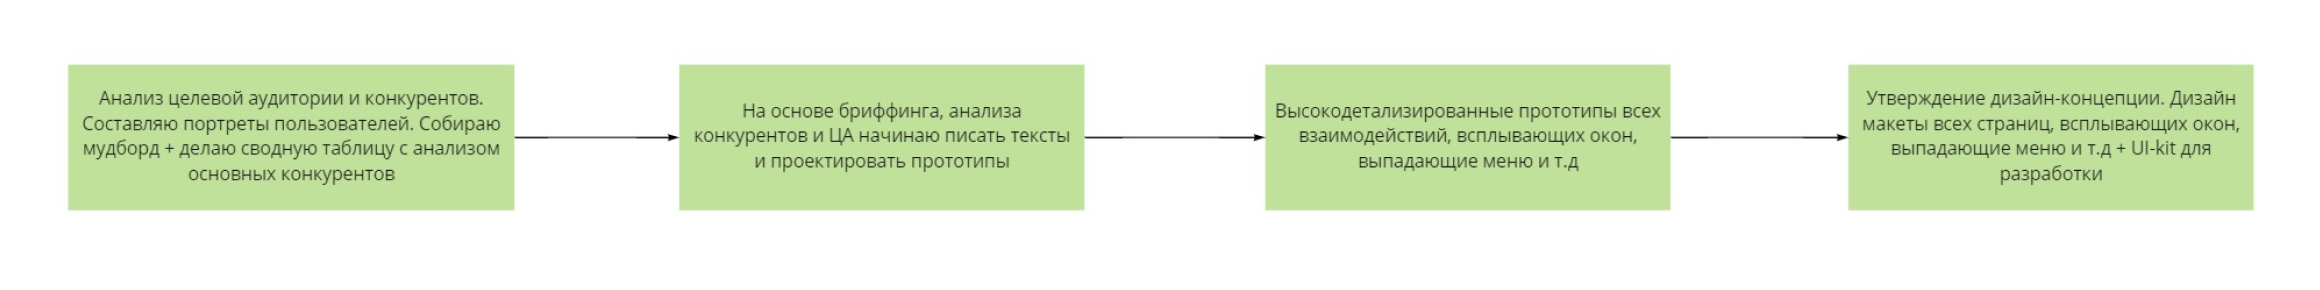 Анализ целевой аудитории и конкурентов.
Составляю портреты пользователей. Собираю
мудборд + делаю сводную таблицу с анализом
основных конкурентов
На основе бриффинга, анализа
конкурентов и ЦА начинаю писать тексты
и проектировать прототипы
Высокодетализированные прототипы всех
взаимодействий, всплывающих окон,
выпадающие меню и т.д
Утверждение дизайн-концепции. Дизайн
макеты всех страниц, всплывающих окон,
выпадающие меню и т.д + UI-kit для
разработки